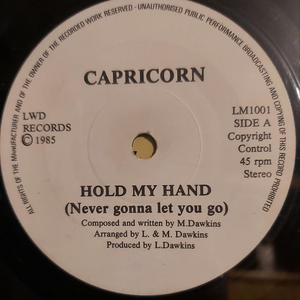 ALL RIGHTS OF THE MANUFACTURER AND OF THE OWNER OF THE RECORDED WORK RESERVED - UNAUTHORISED PUBLIC PERFORMANCE BROADCASTING AND COPYING OF THIS RECORD PROHIBITED
CAPRICORN
LWD
RECORDS
© 1985
LM1001
SIDE A
Copyright
Control
45 rpm
Stereo
HOLD MY HAND
(Never gonna let you go)
Composed and written by M.Dawkins
Arranged by L. & M. Dawkins
Produced by L.Dawkins